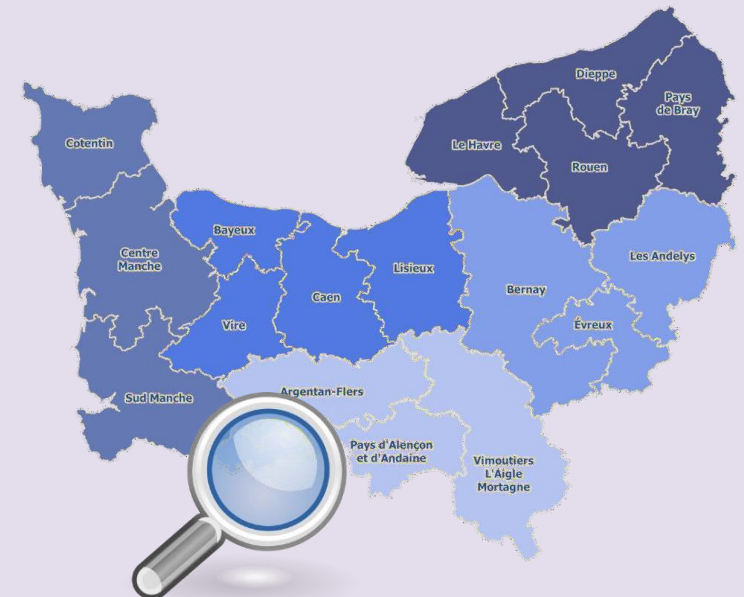 Dieppe
Pays
de Bray
Cotentin
Le Havre
Rouen
Bayeux
Centre
Manche
Lisieux
Les Andelys
Caen
Bernay
Vire
Évreux
Argentan-Flers
Sud Manche
Pays d'Alençon
et d'Andaine
Vimoutiers
L'Aigle
Mortagne